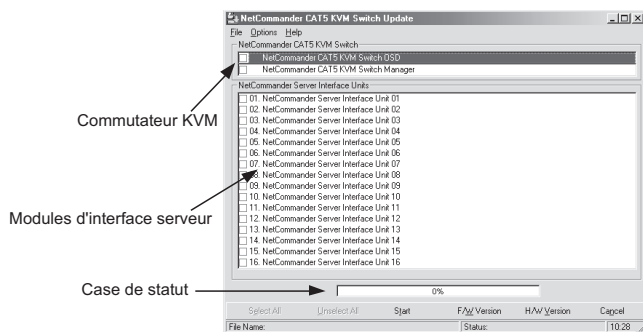 NetCommander CAT5 KVM Switch Update
File Options Help
NetCommander CAT5 KVM Switch
NetCommander CAT5 KVM Switch OSD
NetCommander CAT5 KVM Switch Manager
NetCommander Server Interface Units
01. NetCommander Server Interface Unit 01
02. NetCommander Server Interface Unit 02
03. NetCommander Server Interface Unit 03
04. NetCommander Server Interface Unit 04
05. NetCommander Server Interface Unit 05
06. NetCommander Server Interface Unit 06
07. NetCommander Server Interface Unit 07
08. NetCommander Server Interface Unit 08
09. NetCommander Server Interface Unit 09
10. NetCommander Server Interface Unit 10
11. NetCommander Server Interface Unit 11
12. NetCommander Server Interface Unit 12
13. NetCommander Server Interface Unit 13
14. NetCommander Server Interface Unit 14
15. NetCommander Server Interface Unit 15
16. NetCommander Server Interface Unit 16
Commutateur KVM
Modules d'interface serveur
Case de statut
0%
Select All Unselect All Start F/W Version H/W Version Cancel
File Name: Status: 10:28